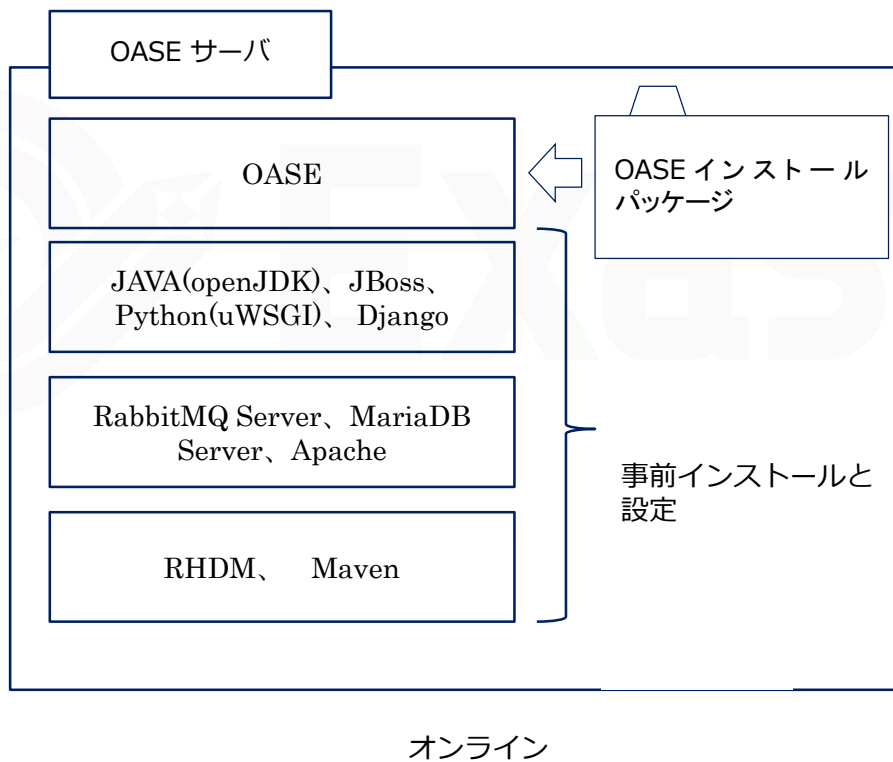 OASE サーバ
OASE
OASE インストール
パッケージ
JAVA(openJDK)、JBoss、
Python(uWSGI)、 Django
RabbitMQ Server、MariaDB
Server、Apache
事前インストールと
設定
RHDM、　Maven
オンライン
Exas